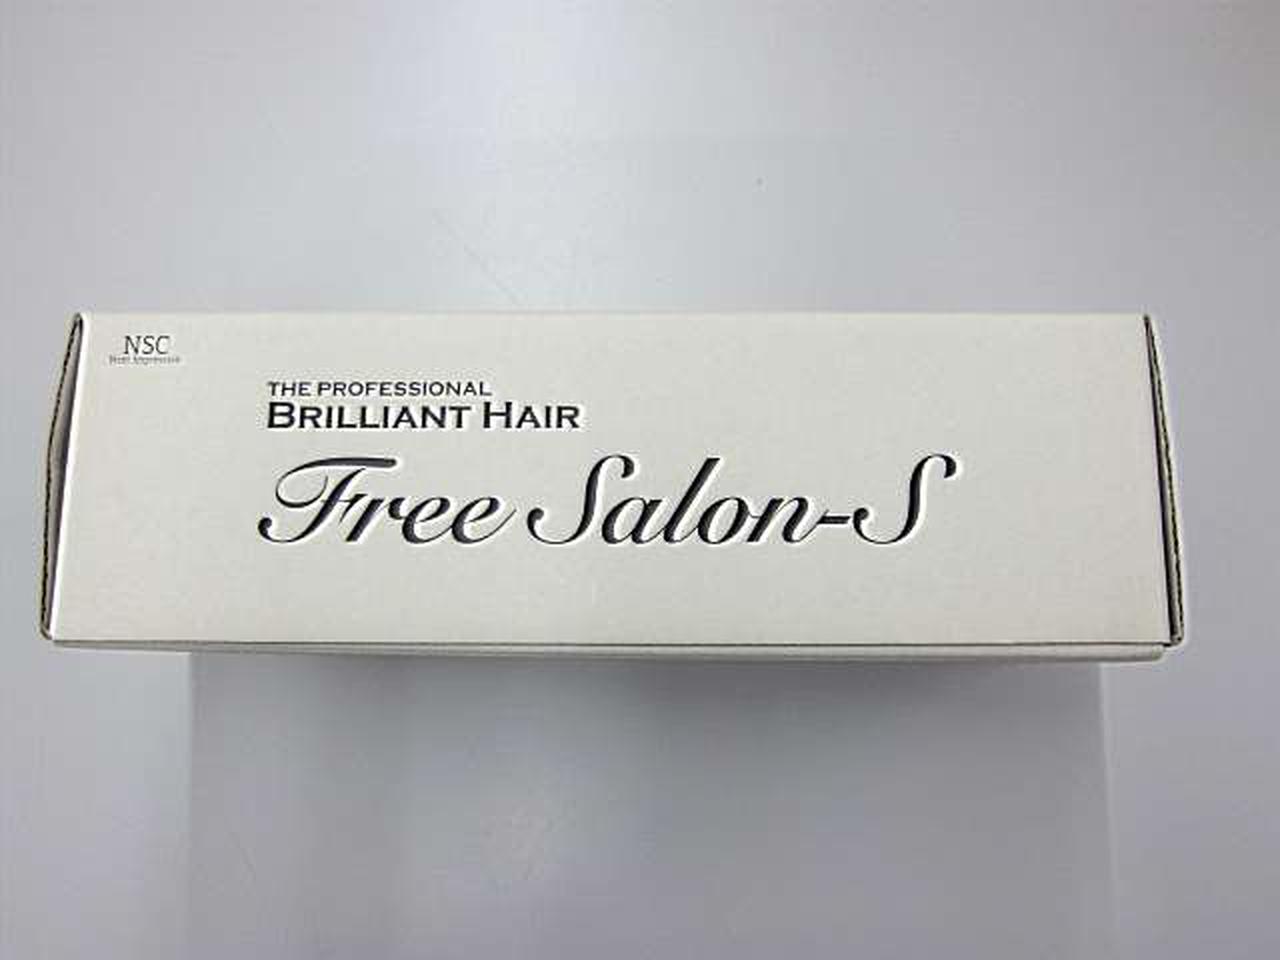 NSC
THE PROFESSIONAL
BRILLIANT HAIR
Free Salon-S